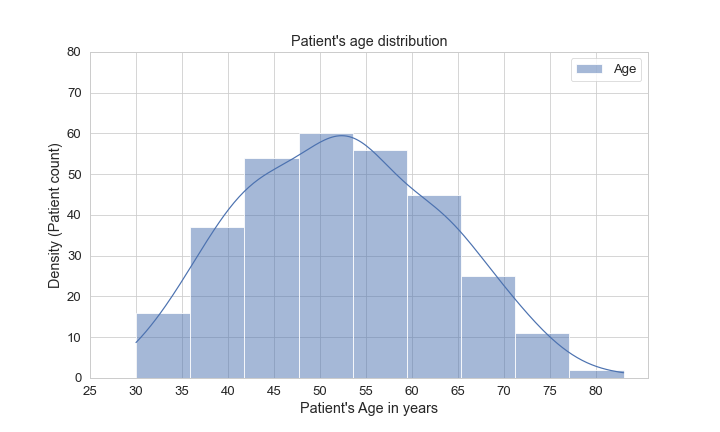 Patient's age distribution
Age
Density (Patient count)
80
70
60
50
40
30
20
10
0
25 30 35 40 45 50 55 60 65 70 75 80
Patient's Age in years